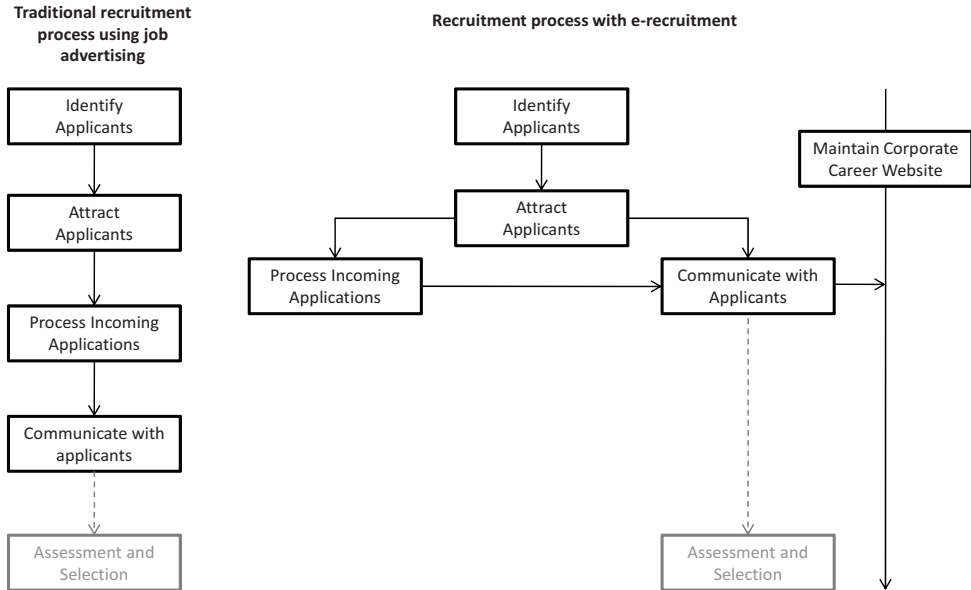 Traditional recruitment
process using job
advertising
Identify
Applicants
Attract
Applicants
Process Incoming
Applications
Communicate with
applicants
Assessment and
Selection
Recruitment process with e-recruitment
Identify
Applicants
Attract
Applicants
Process Incoming
Applications
Communicate with
Applicants
Assessment and
Selection
Maintain Corporate
Career Website